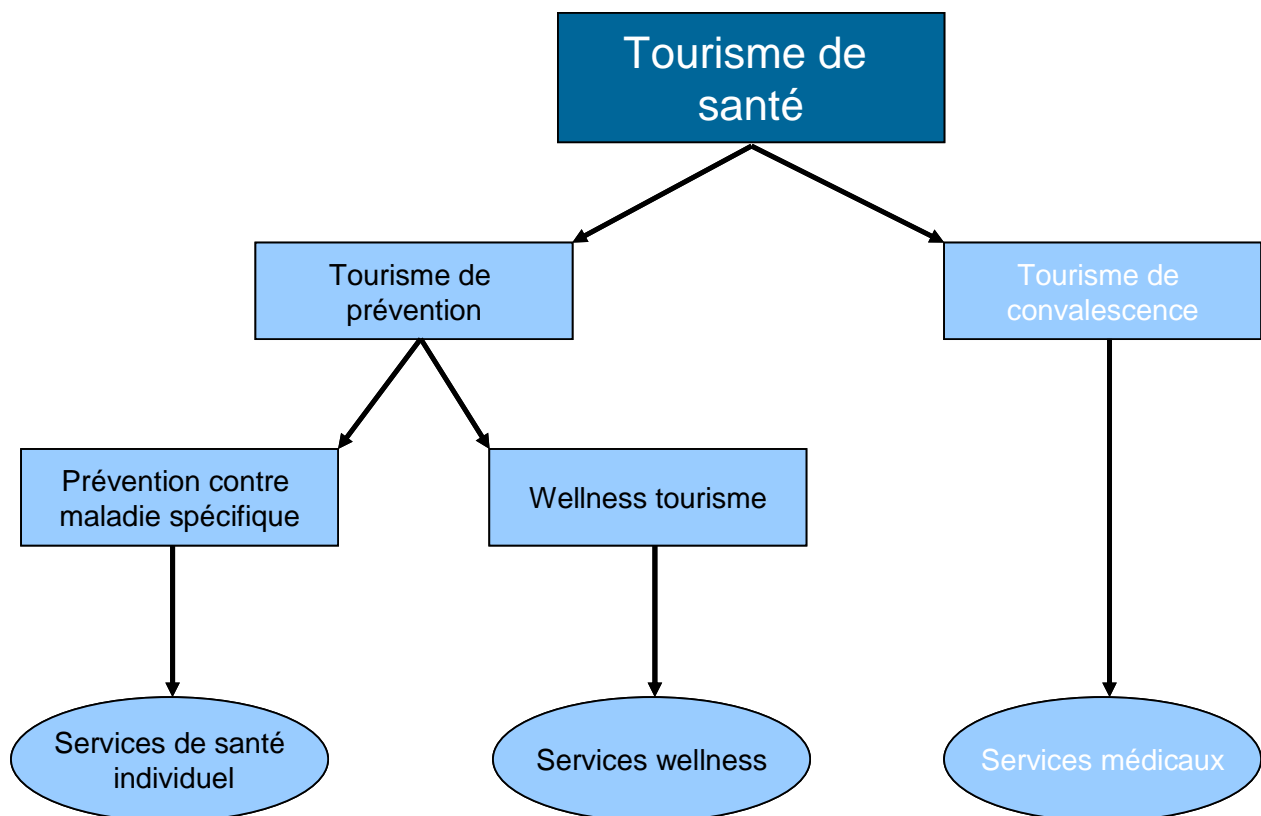 Tourisme de
santé
Tourisme de
prévention
Tourisme de
convalescence
Prévention contre
maladie spécifique
Wellness tourisme
Services de santé
individuel
Services wellness
Services médicaux